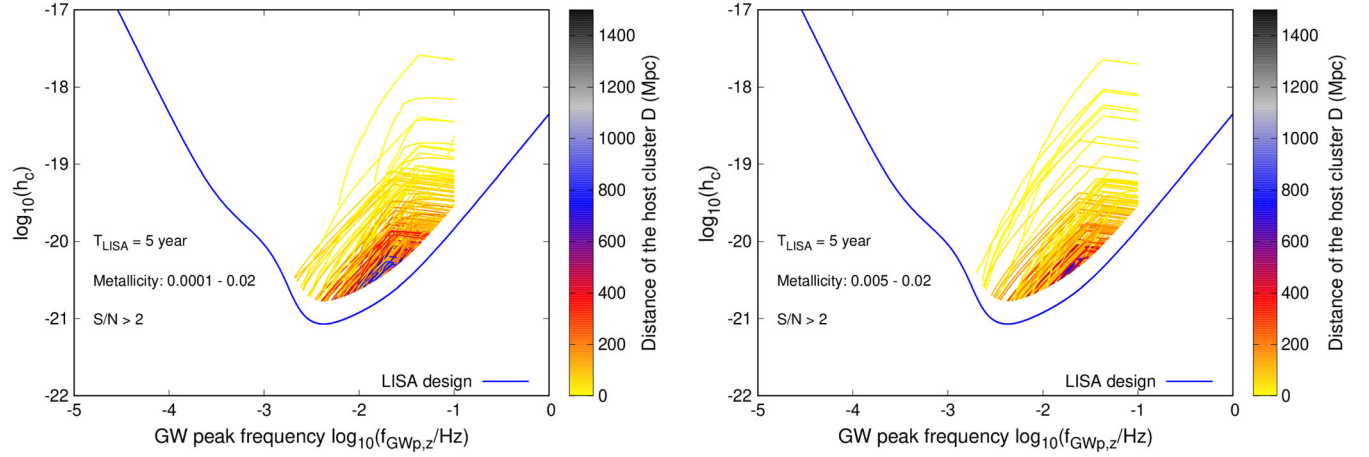 -17
-18
-19
-20
-21
-22
log10(hc)
TLISA = 5 year
Metallicity: 0.0001 - 0.02
S/N > 2
LISA design
-5 -4 -3 -2 -1 0
GW peak frequency log10(fGWp,z/Hz)
1400
1200
1000
800
600
400
200
0
Distance of the host cluster D (Mpc)
-17
-18
-19
-20
-21
-22
log10(hc)
TLISA = 5 year
Metallicity: 0.005 - 0.02
S/N > 2
LISA design
-5 -4 -3 -2 -1 0
GW peak frequency log10(fGWp,z/Hz)
1400
1200
1000
800
600
400
200
0
Distance of the host cluster D (Mpc)